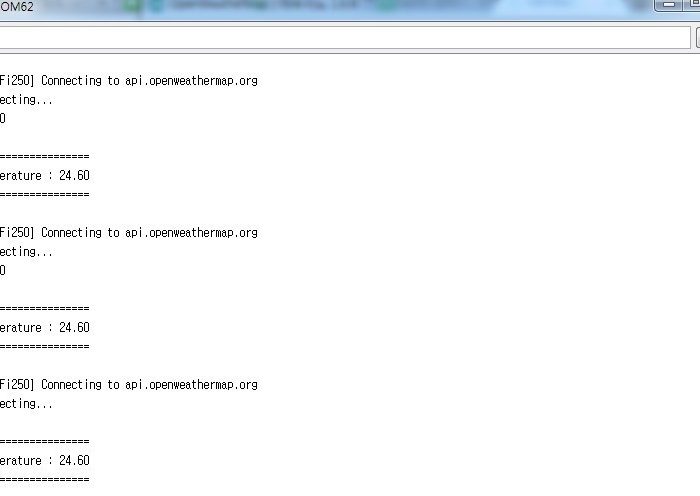 OM62
Fi250] Connecting to api.openweathermap.org
ecting...
0
===============
erature : 24.60
===============
Fi250] Connecting to api.openweathermap.org
ecting...
0
===============
erature : 24.60
===============
Fi250] Connecting to api.openweathermap.org
ecting...
===============
erature : 24.60
===============